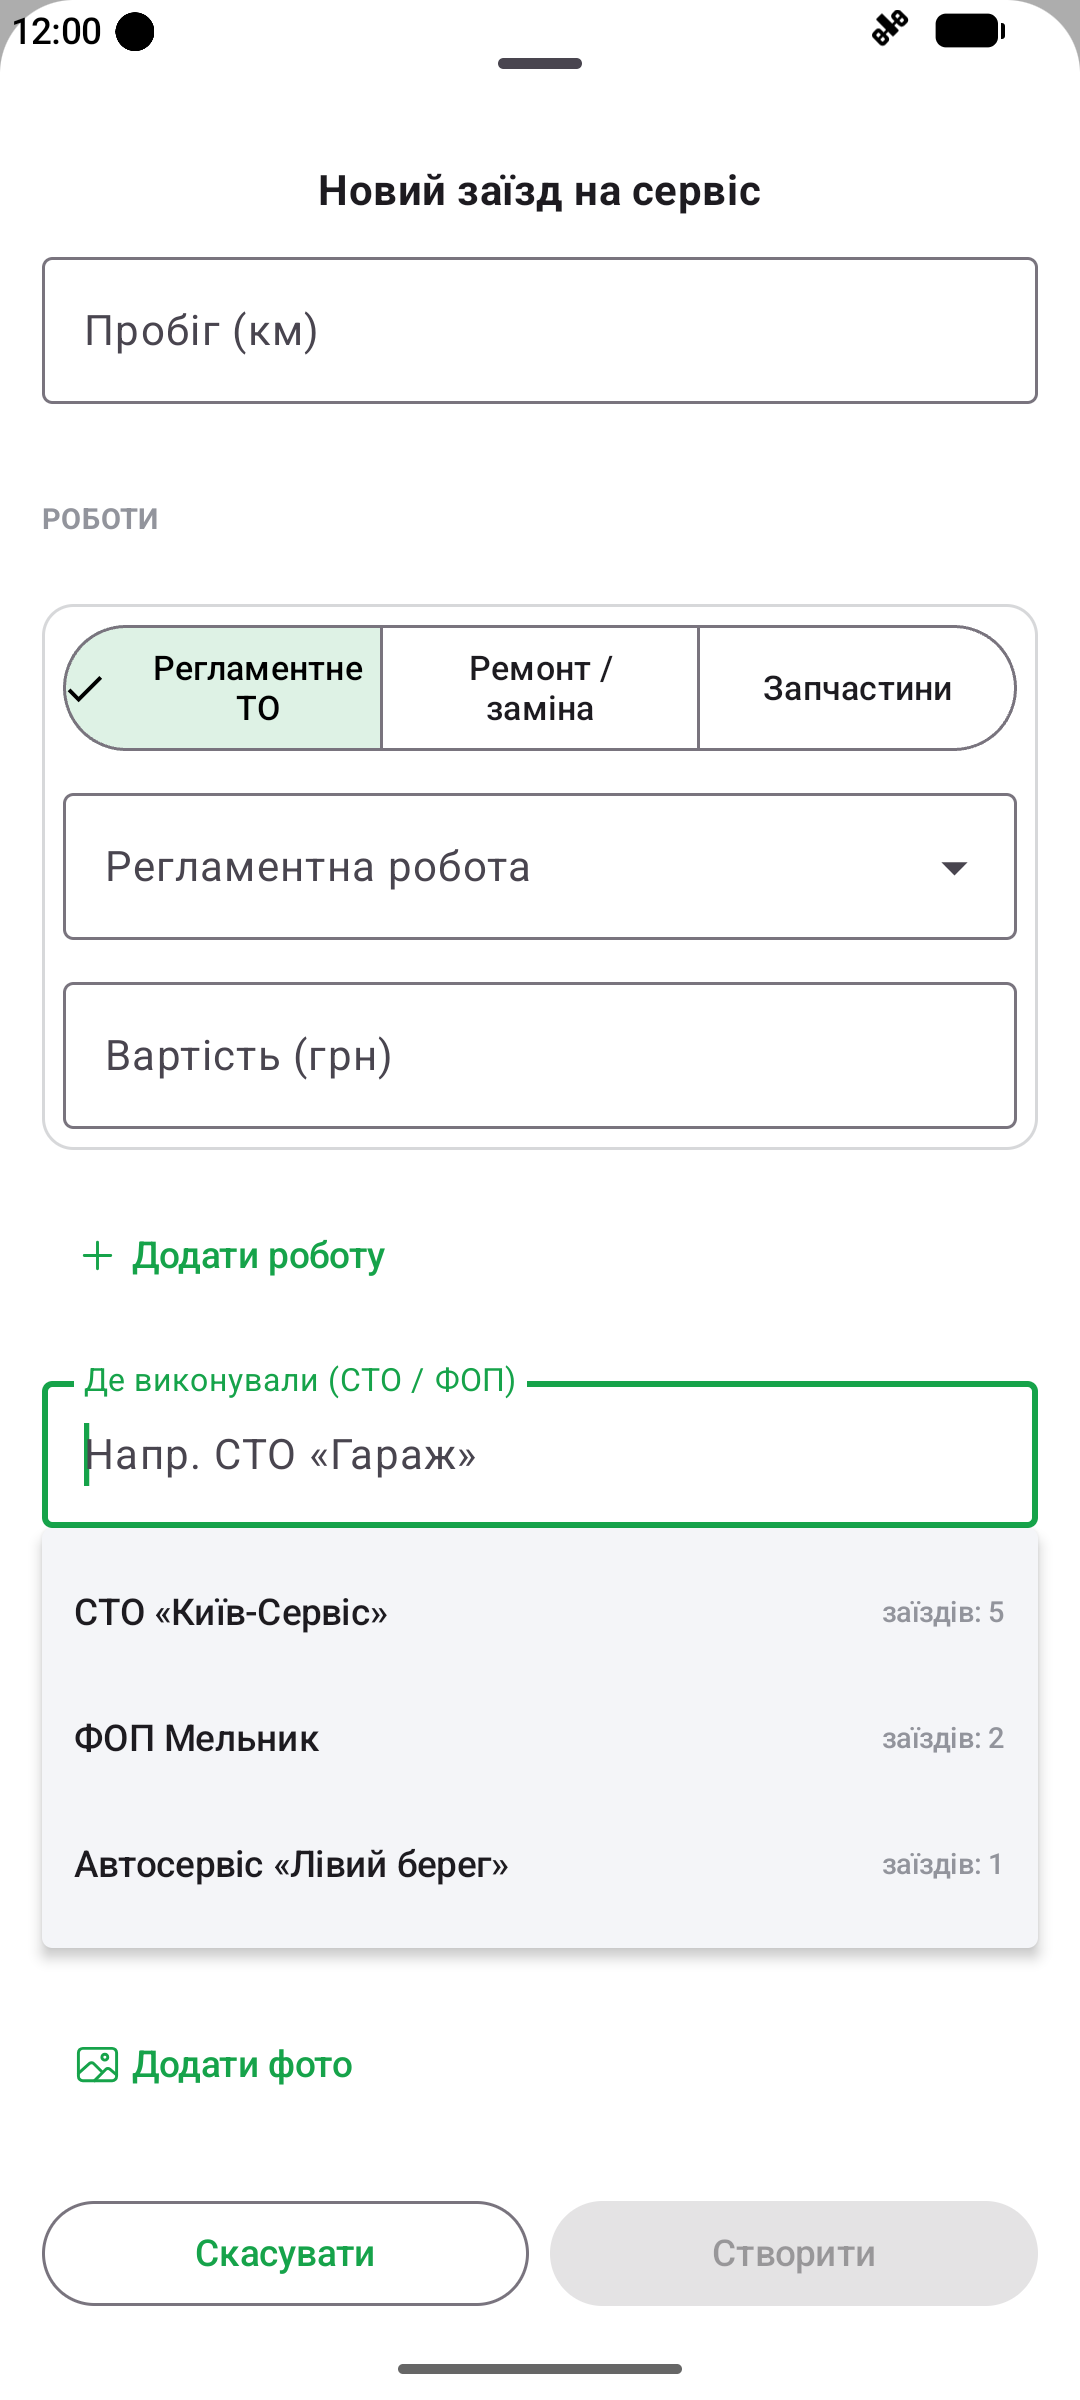 12:00
Новий заїзд на сервіс
Пробіг (км)
РОБОТИ
Регламентне
ТО
Ремонт /
заміна
Запчастини
Регламентна робота
Вартість (грн)
Додати роботу
Де виконували (СТО / ФОП)
Напр. СТО «Гараж»
СТО «Київ-Сервіс»
заїздів: 5
ФОП Мельник
заїздів: 2
Автосервіс «Лівий берег»
заїздів: 1
Додати фото
Скасувати
Створити